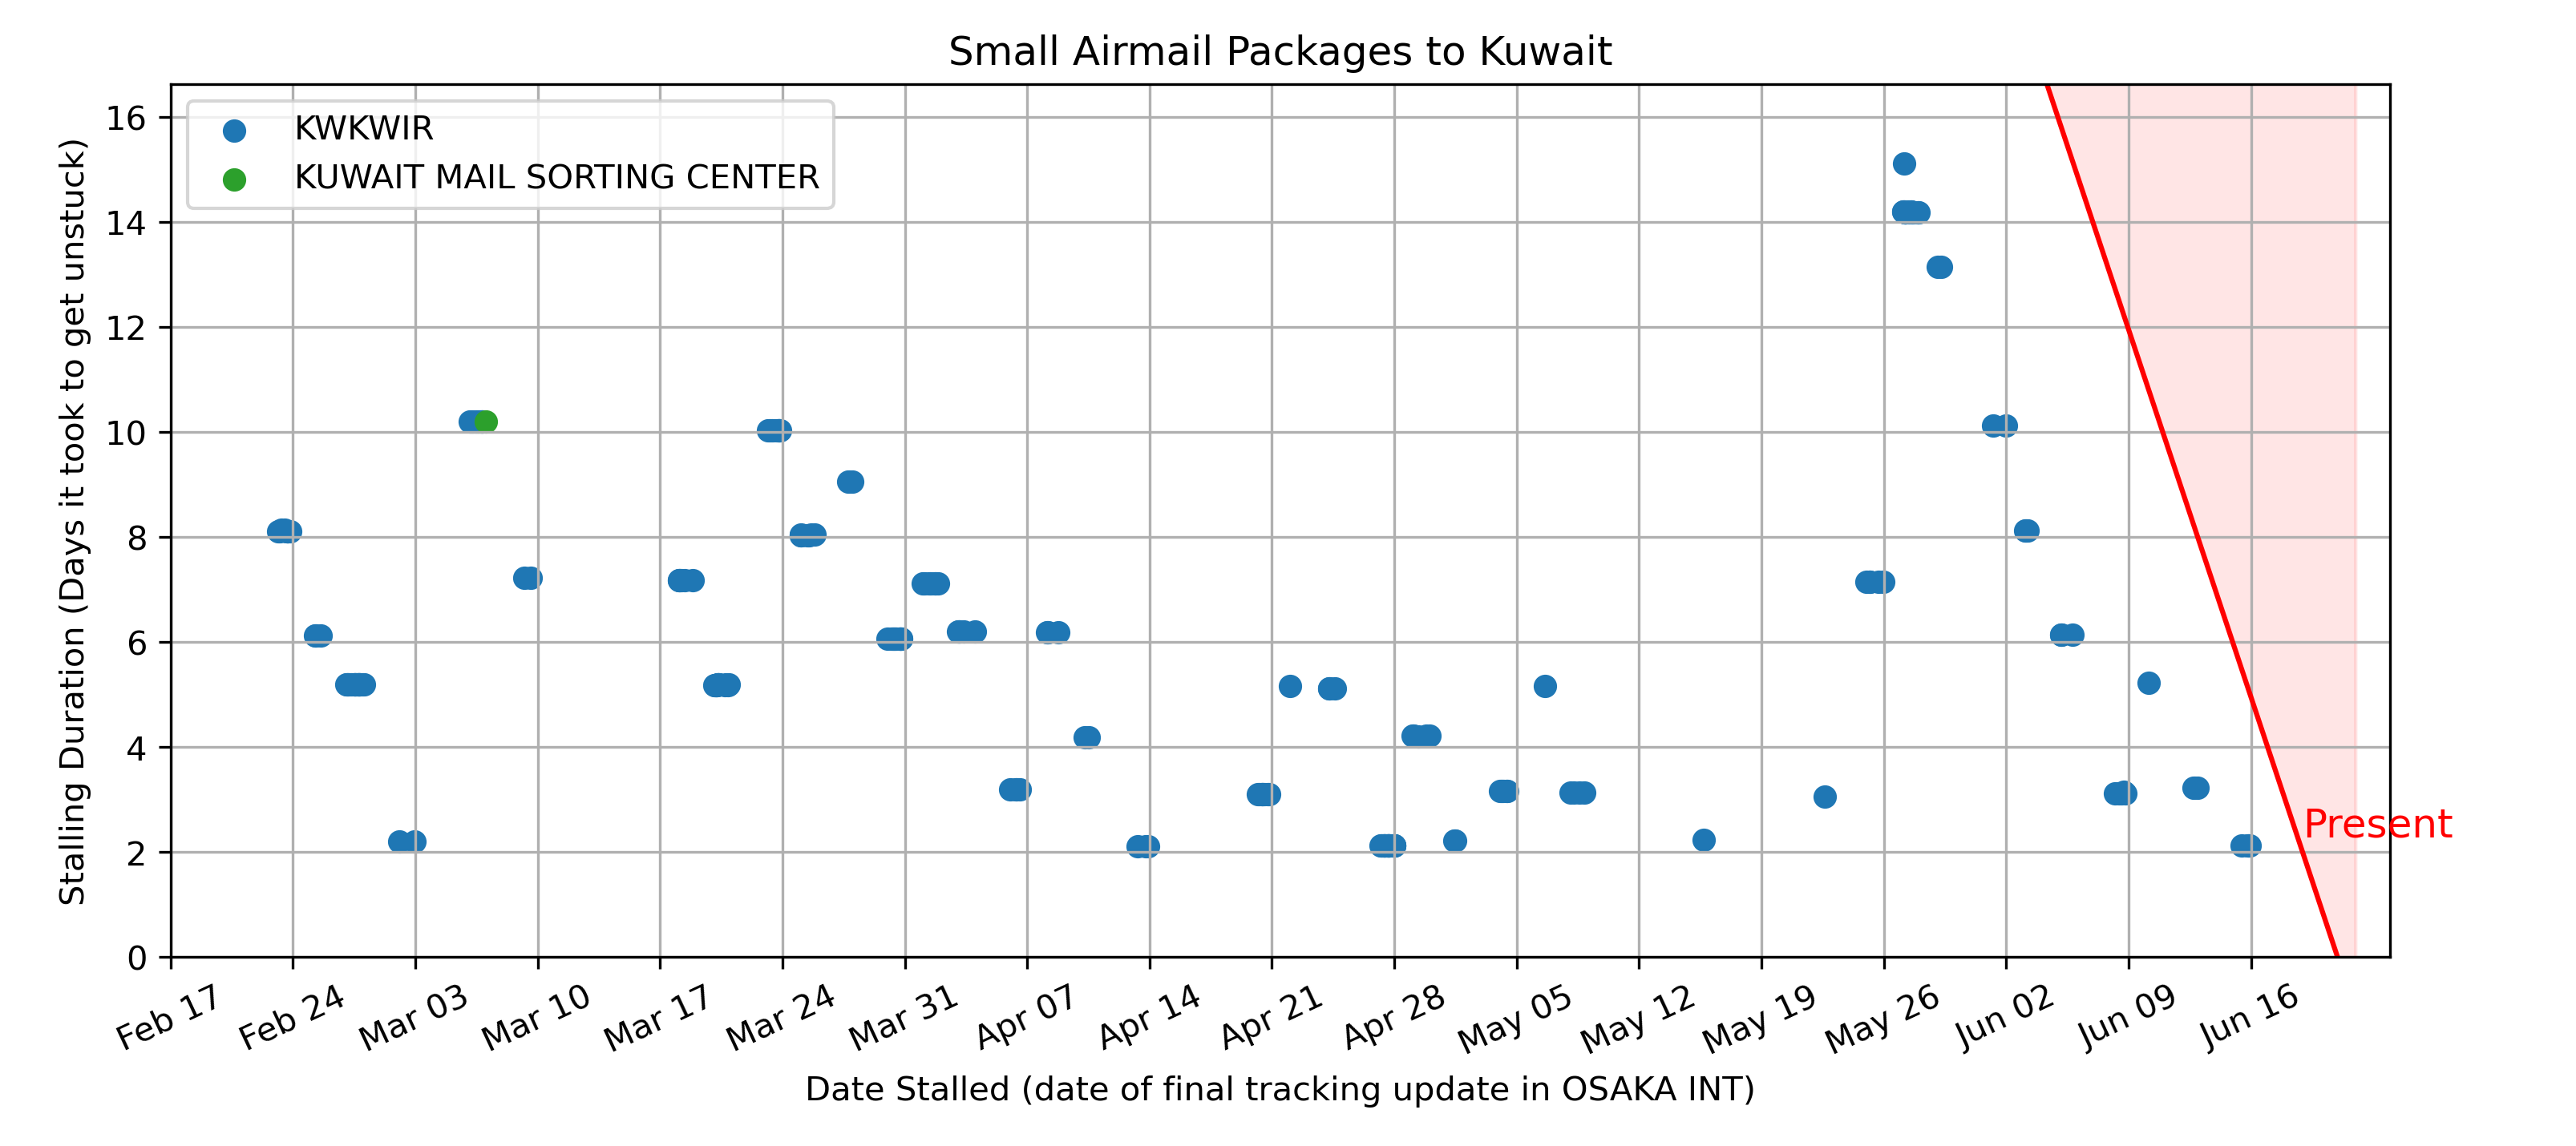 Small Airmail Packages to Kuwait
KWKWIR
KUWAIT MAIL SORTING CENTER
Stalling Duration (Days it took to get unstuck)
16
14
12
10
8
6
4
2
0
Present
Feb 17
Feb 24
Mar 03
Mar 10
Mar 17
Mar 24
Mar 31
Apr 07
Apr 14
Apr 21
Apr 28
May 05
May 12
May 19
May 26
Jun 02
Jun 09
Jun 16
Date Stalled (date of final tracking update in OSAKA INT)